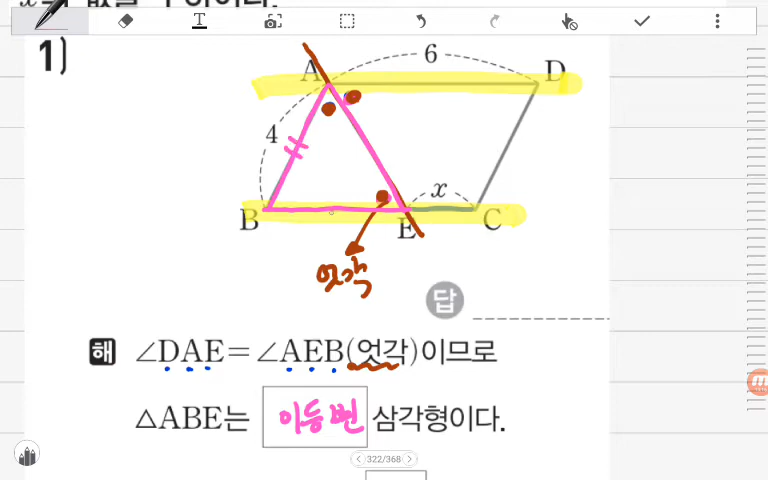 1)
A
6
D
4
x
B
E
C
엇각
답
해 ∠DAE=∠AEB(엇각)이므로
△ABE는 이등변 삼각형이다.
322/368